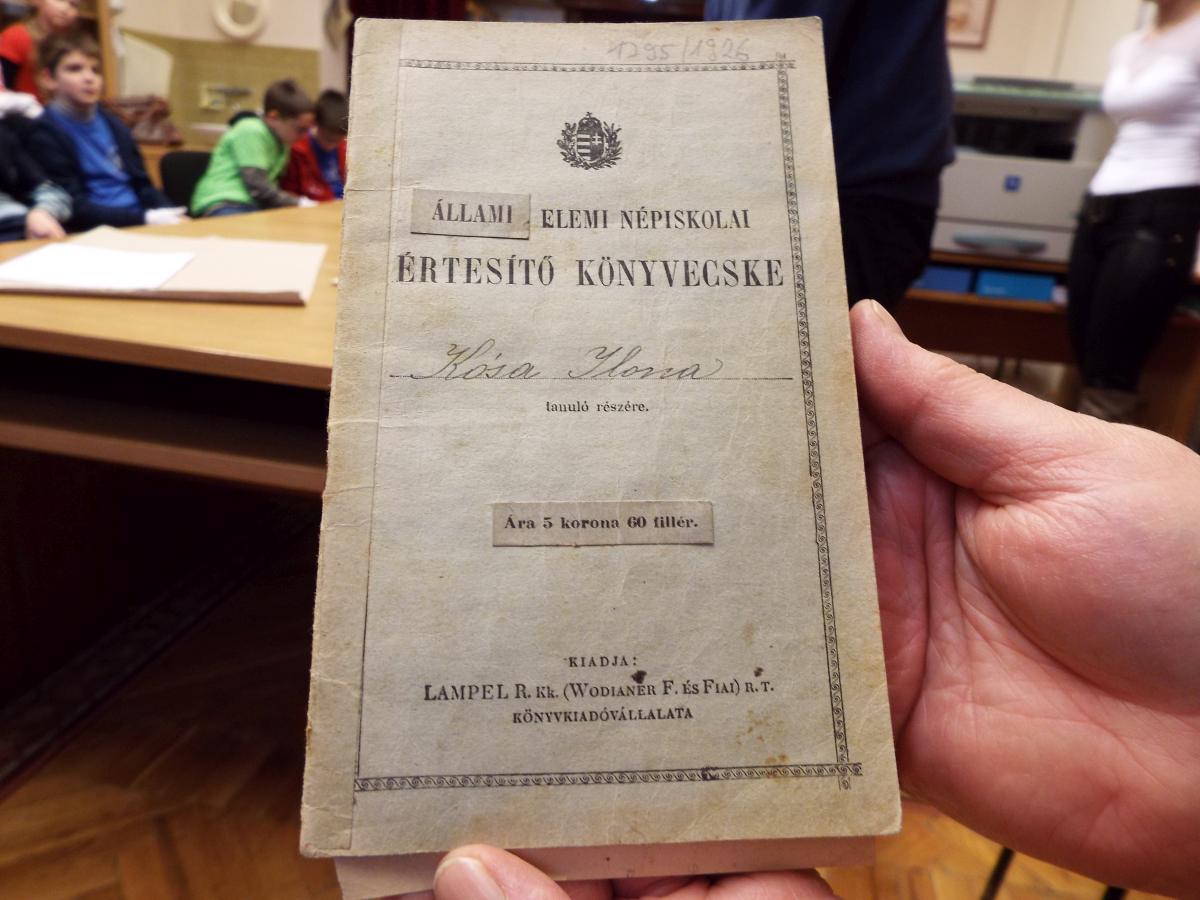 1295/1926
ÁLLAMI ELEMI NÉPISKOLAI
ÉRTESÍTŐ KÖNYVECSKE
Kósa Ilona
tanuló részére.
Ára 5 korona 60 fillér.
KIADJA:
LAMPEL R. KK. (WODIANER F. ÉS FIAI) R. T.
KÖNYVKIADÓVÁLLALATA